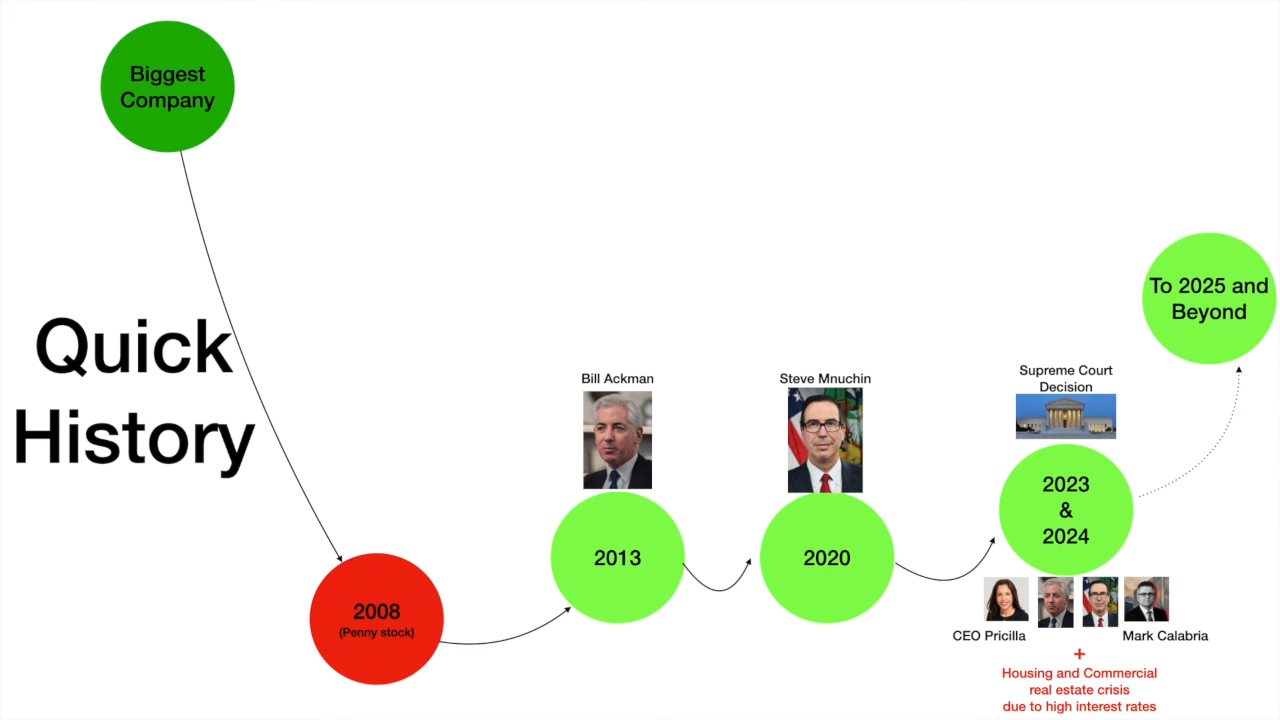 Biggest
Company
Quick
History
2008
(Penny stock)
Bill Ackman
2013
Steve Mnuchin
2020
Supreme Court
Decision
2023
&
2024
CEO Pricilla
Mark Calabria
+
Housing and Commercial
real estate crisis
due to high interest rates
To 2025 and
Beyond